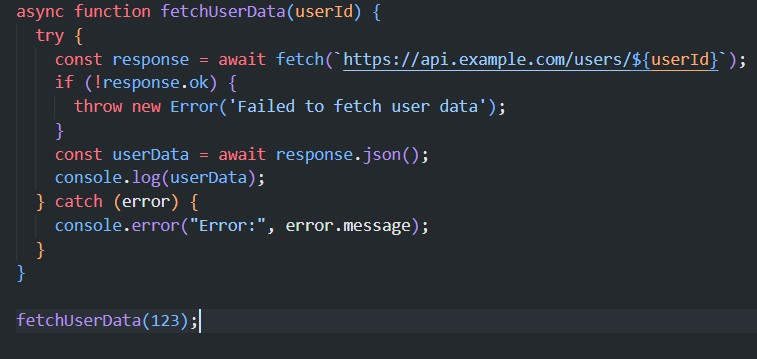 async function fetchUserData(userId) {
  try {
    const response = await fetch(`https://api.example.com/users/${userId}`);
    if (!response.ok) {
      throw new Error('Failed to fetch user data');
    }
    const userData = await response.json();
    console.log(userData);
  } catch (error) {
    console.error("Error:", error.message);
  }
}

fetchUserData(123);